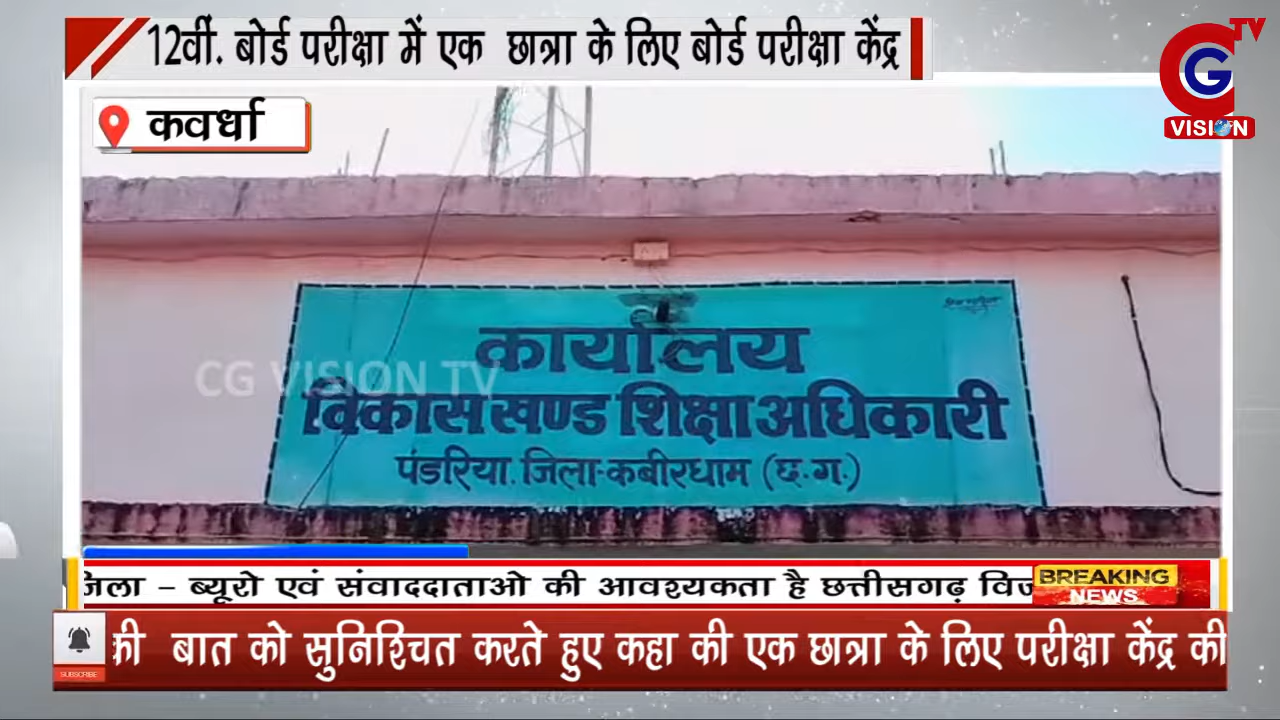 12वीं. बोर्ड परीक्षा में एक छात्रा के लिए बोर्ड परीक्षा केंद्र
TV
CG
VISION
कवर्धा
कार्यालय
CG VISION TV
विकासखण्ड शिक्षा अधिकारी
पंडरिया. जिला-कबीरधाम (छ.ग.)
जिला - ब्यूरो एवं संवाददाताओ की आवश्यकता है छत्तीसगढ़
BREAKING
NEWS
की बात को सुनिश्चित करते हुए कहा की एक छात्रा के लिए परीक्षा केंद्र की
SUBSCRIBE